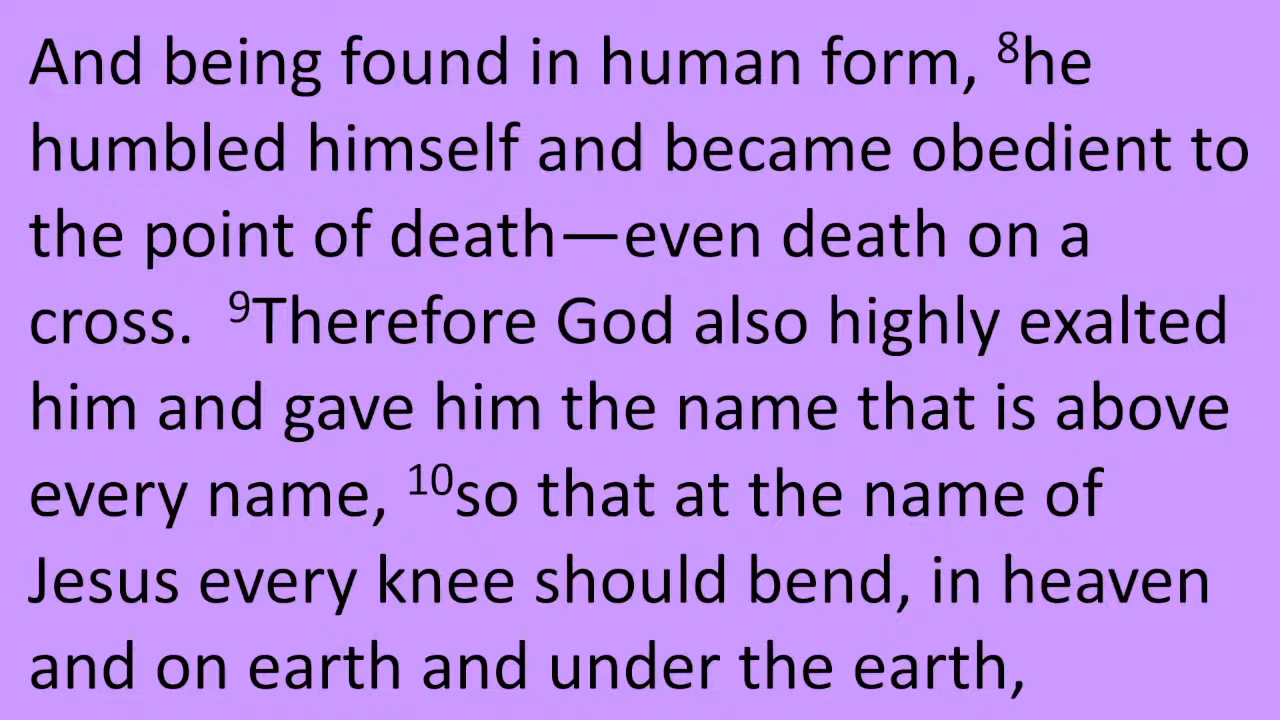 And being found in human form, ⁸he
humbled himself and became obedient to
the point of death—even death on a
cross.  ⁹Therefore God also highly exalted
him and gave him the name that is above
every name, ¹⁰so that at the name of
Jesus every knee should bend, in heaven
and on earth and under the earth,